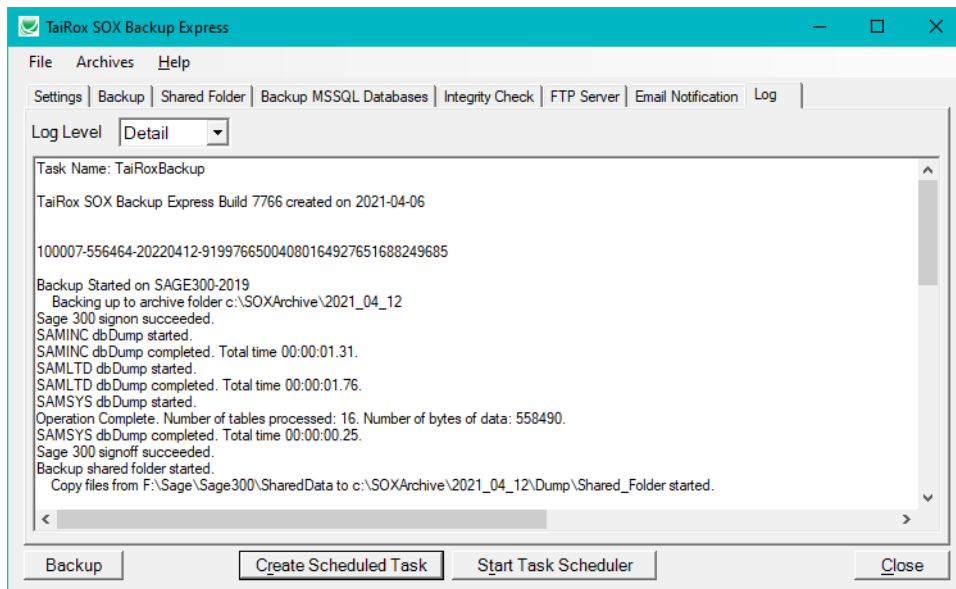 TaiRox SOX Backup Express
File Archives Help
Settings Backup Shared Folder Backup MSSQL Databases Integrity Check FTP Server Email Notification Log
Log Level Detail
Task Name: TaiRoxBackup
TaiRox SOX Backup Express Build 7766 created on 2021-04-06
100007-556464-20220412-91997665004080164927651688249685
Backup Started on SAGE300-2019
Backing up to archive folder c:\SOXArchive\2021_04_12
Sage 300 signon succeeded.
SAMINC dbDump started.
SAMINC dbDump completed. Total time 00:00:01.31.
SAMLTD dbDump started.
SAMLTD dbDump completed. Total time 00:00:01.76.
SAMSYS dbDump started.
Operation Complete. Number of tables processed: 16. Number of bytes of data: 558490.
SAMSYS dbDump completed. Total time 00:00:00.25.
Sage 300 signoff succeeded.
Backup shared folder started.
Copy files from F:\Sage\Sage300\SharedData to c:\SOXArchive\2021_04_12\Dump\Shared_Folder started.
Backup Create Scheduled Task Start Task Scheduler Close